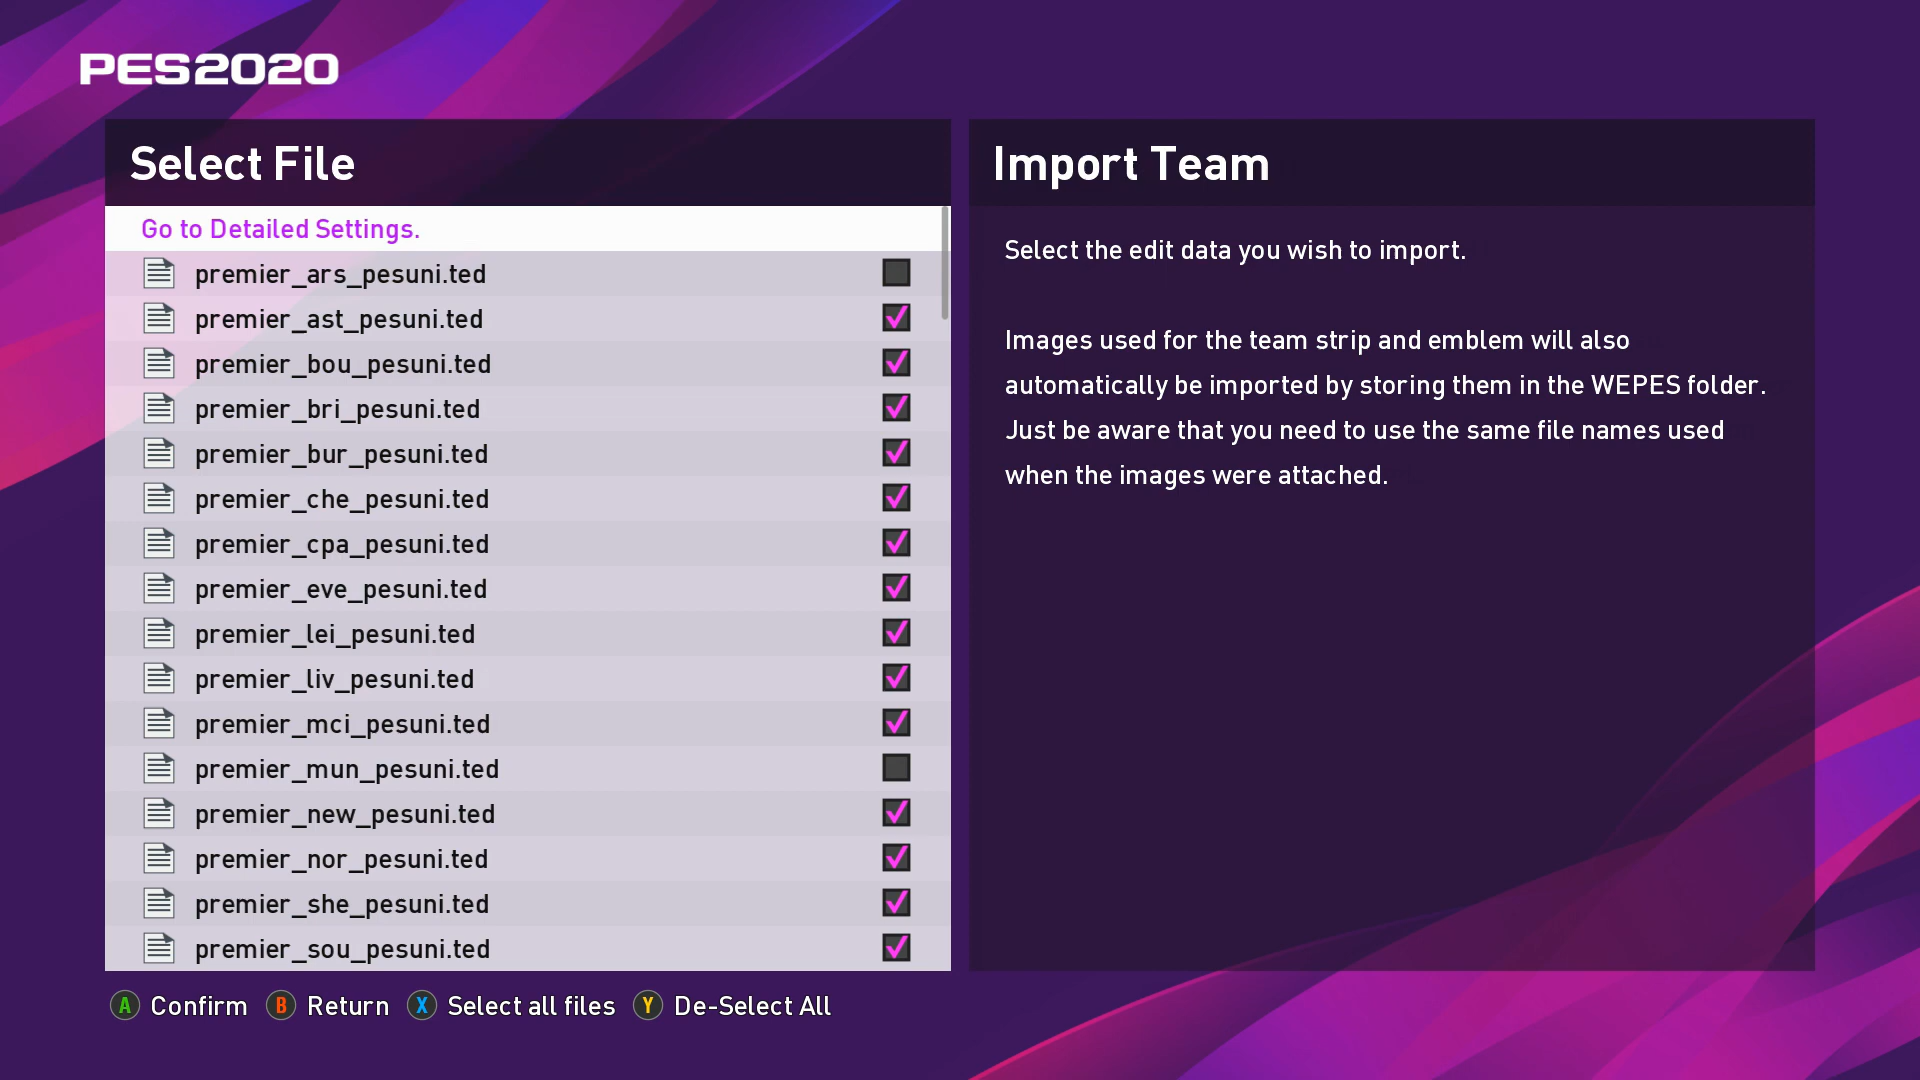 PES2020
Select File
Go to Detailed Settings.
premier_ars_pesuni.ted
premier_ast_pesuni.ted
premier_bou_pesuni.ted
premier_bri_pesuni.ted
premier_bur_pesuni.ted
premier_che_pesuni.ted
premier_cpa_pesuni.ted
premier_eve_pesuni.ted
premier_lei_pesuni.ted
premier_liv_pesuni.ted
premier_mci_pesuni.ted
premier_mun_pesuni.ted
premier_new_pesuni.ted
premier_nor_pesuni.ted
premier_she_pesuni.ted
premier_sou_pesuni.ted
Import Team
Select the edit data you wish to import.
Images used for the team strip and emblem will also
automatically be imported by storing them in the WEPES folder.
Just be aware that you need to use the same file names used
when the images were attached.
A Confirm B Return X Select all files Y De-Select All